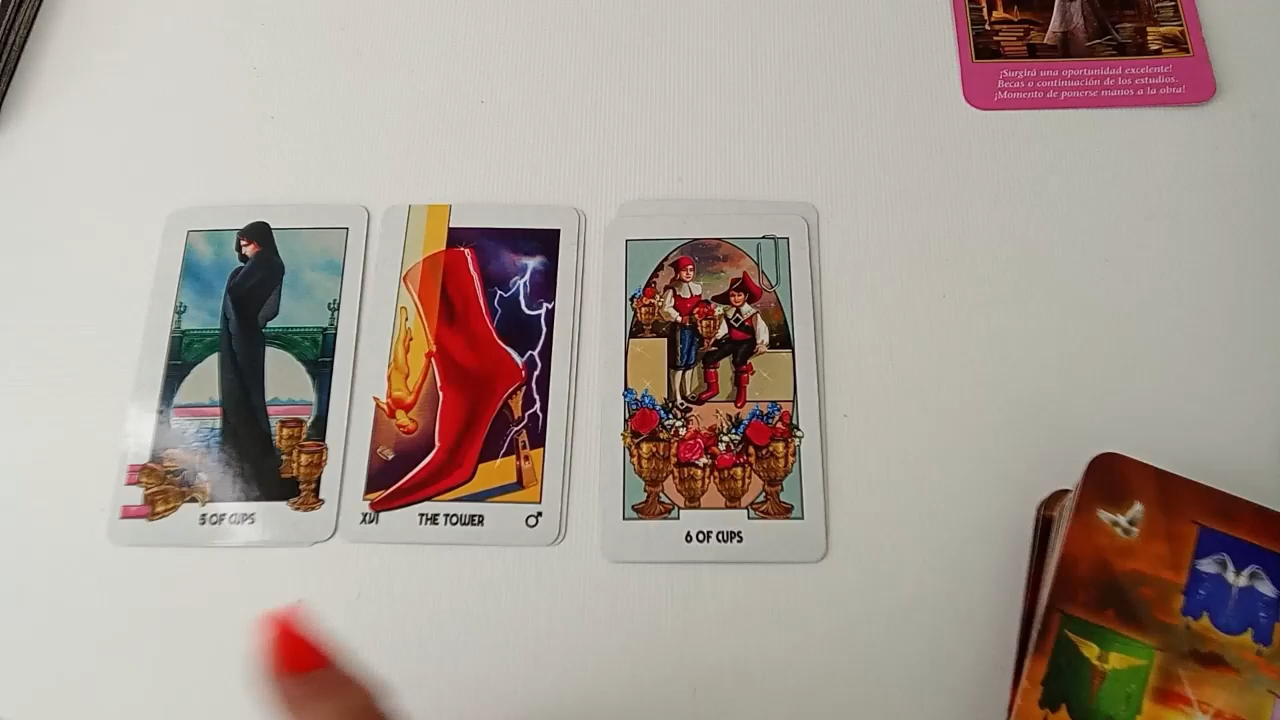 ¡Surgirá una oportunidad excelente!
Becas o continuación de los estudios.
¡Momento de ponerse manos a la obra!
5 OF CUPS
XVI THE TOWER ♂
6 OF CUPS